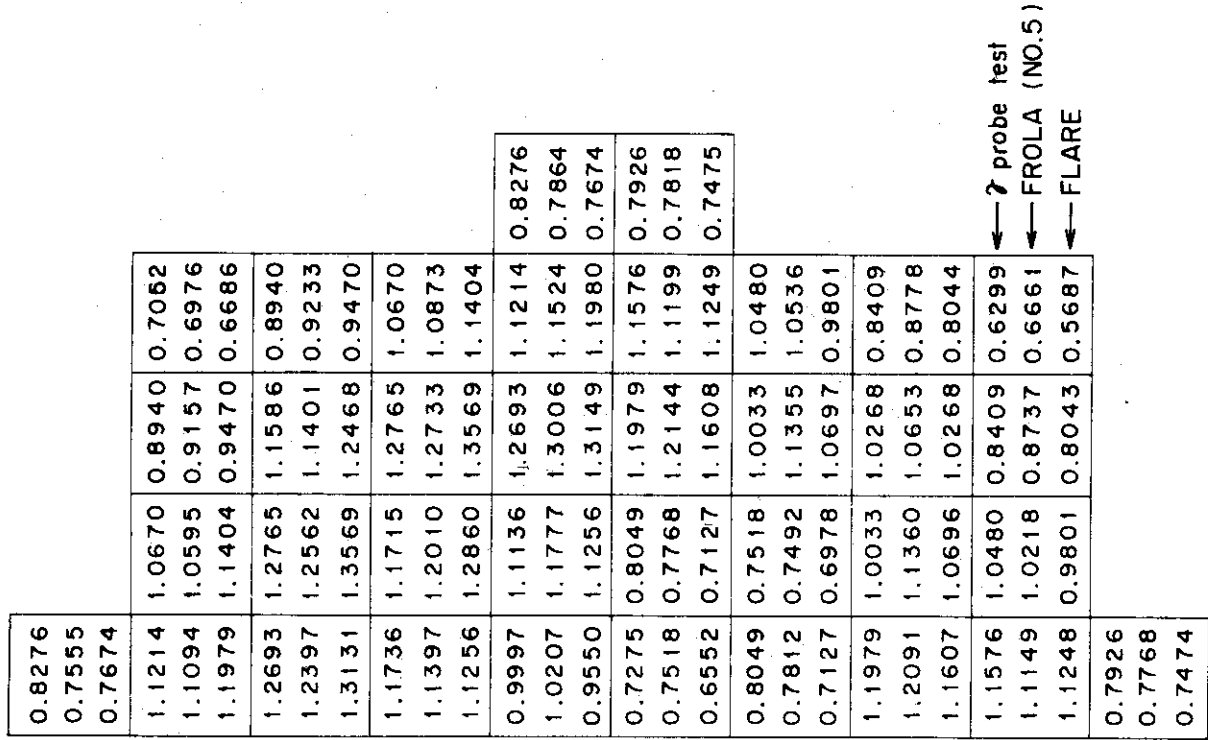 0.8276
0.7555
0.7674
1.1214 1.0670 0.8940 0.7052
1.1094 1.0595 0.9157 0.6976
1.1979 1.1404 0.9470 0.6686
1.2693 1.2765 1.1586 0.8940
1.2397 1.2562 1.1401 0.9233
1.3131 1.3569 1.2468 0.9470
1.1736 1.1715 1.2765 1.0670
1.1397 1.2010 1.2733 1.0873
1.1256 1.2860 1.3569 1.1404
0.9997 1.1136 1.2693 1.1214 0.8276
1.0207 1.1777 1.3006 1.1524 0.7864
0.9550 1.1256 1.3149 1.1980 0.7674
0.7275 0.8049 1.1979 1.1576 0.7926
0.7518 0.7768 1.2144 1.1199 0.7818
0.6552 0.7127 1.1608 1.1249 0.7475
0.8049 0.7518 1.0033 1.0480
0.7812 0.7492 1.1355 1.0536
0.7127 0.6978 1.0697 0.9801
1.1979 1.0033 1.0268 0.8409
1.2091 1.1360 1.0653 0.8778
1.1607 1.0696 1.0268 0.8044
1.1576 1.0480 0.8409 0.6299 ← γ probe test
1.1149 1.0218 0.8737 0.6661 ← FROLA (NO.5)
1.1248 0.9801 0.8043 0.5687 ← FLARE
0.7926
0.7768
0.7474